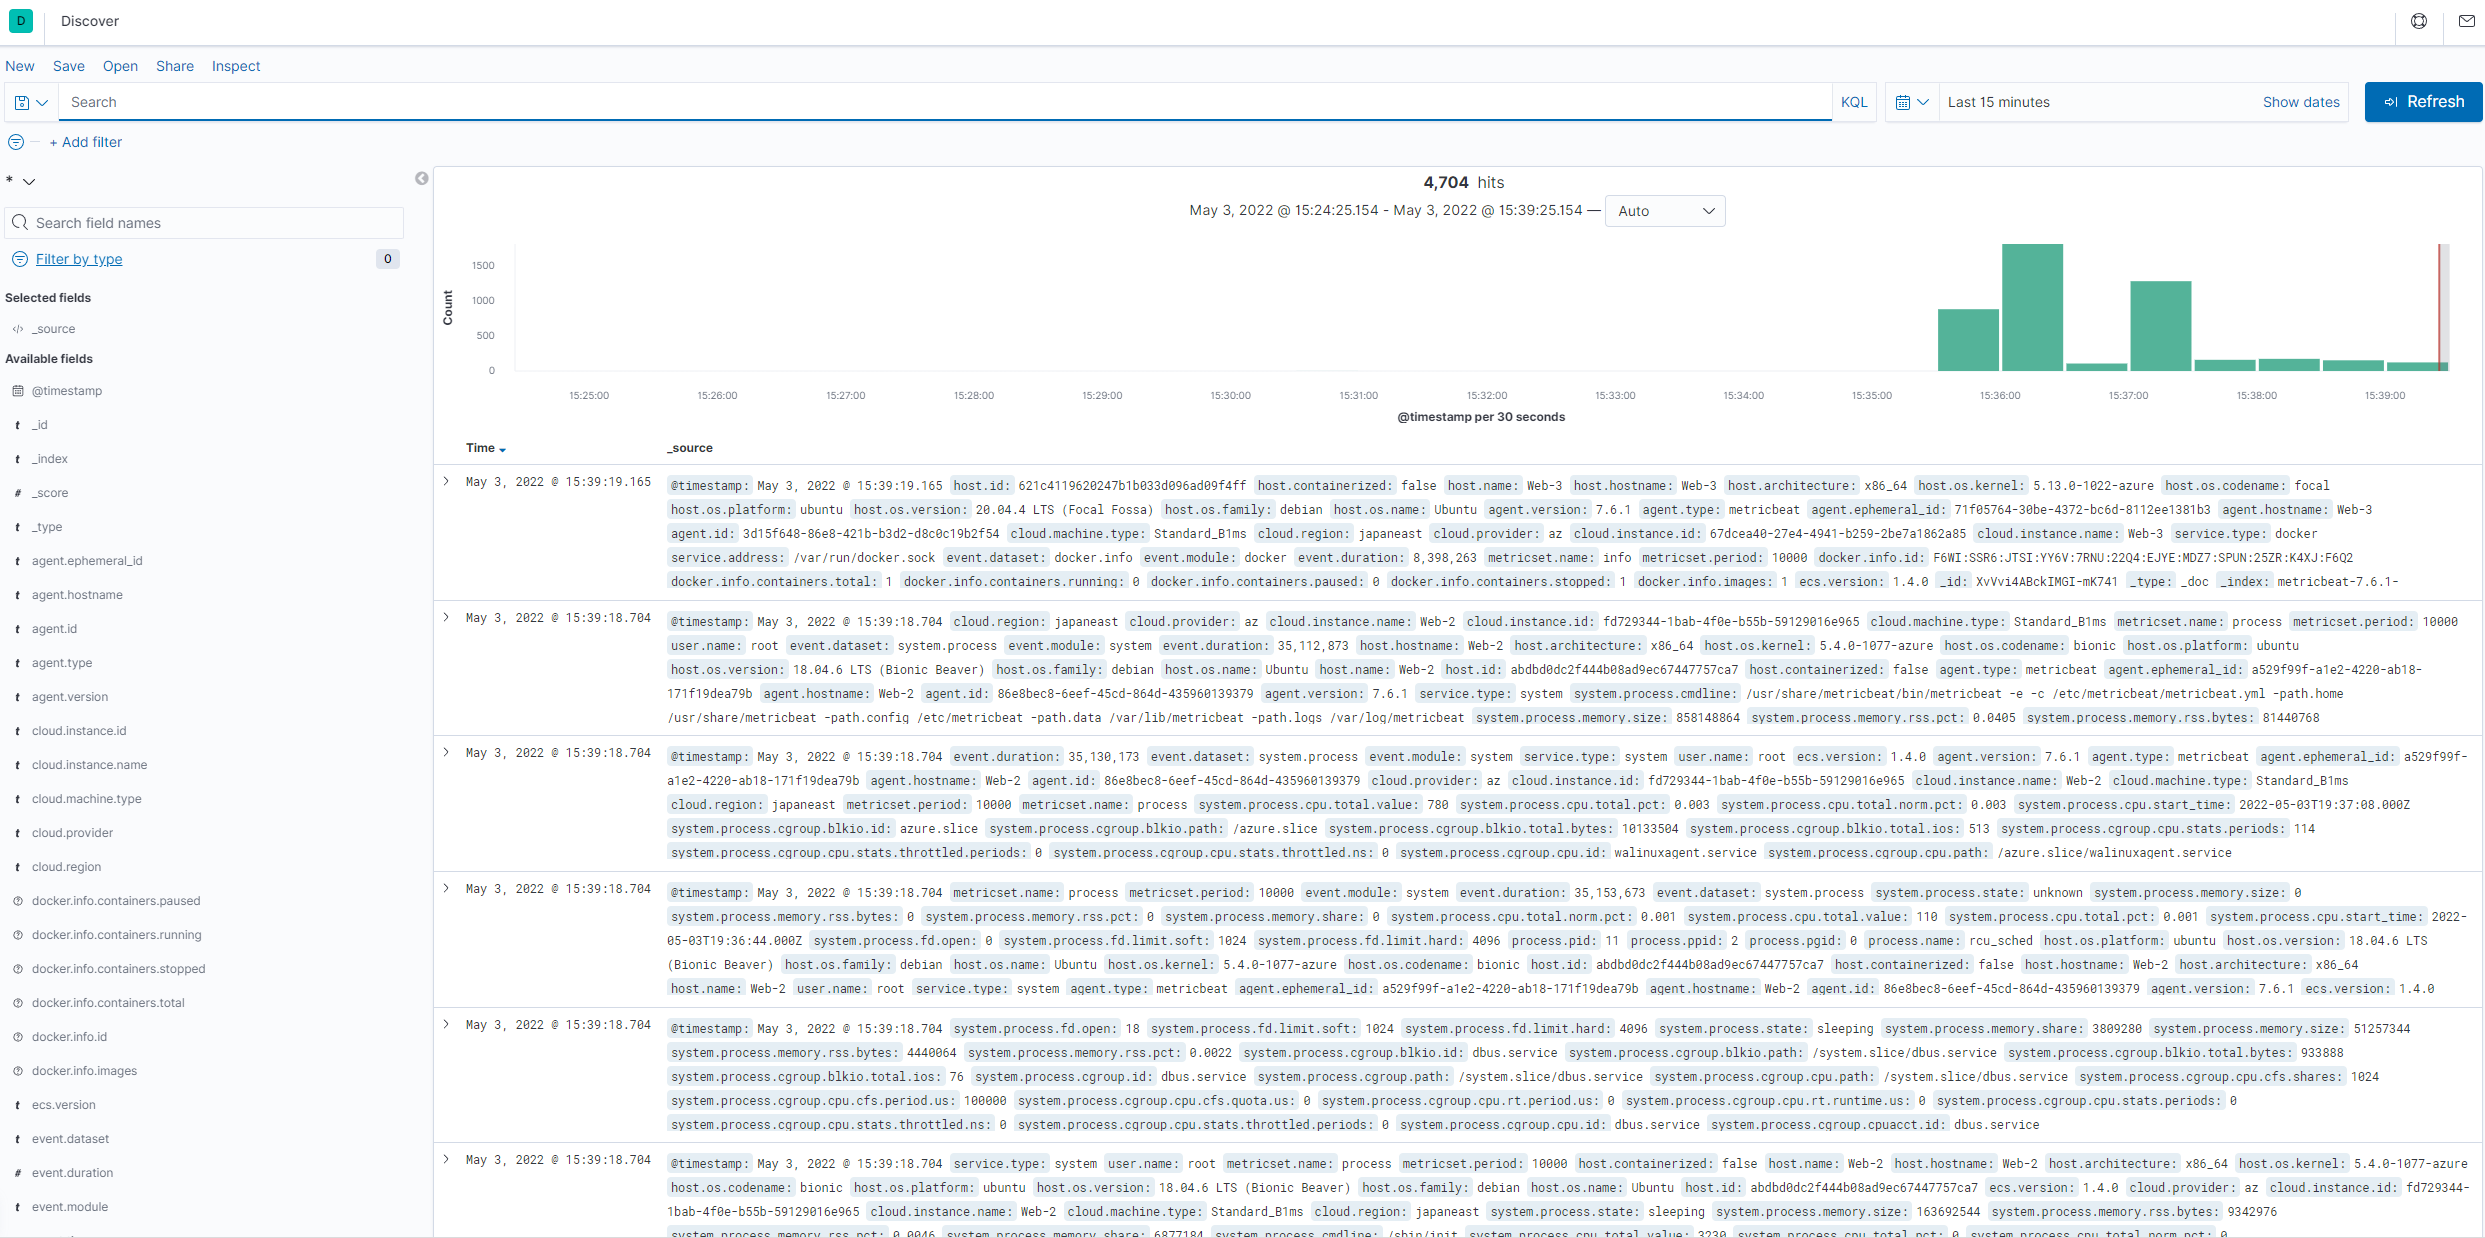 D Discover
New Save Open Share Inspect
Search KQL Last 15 minutes Show dates Refresh
+ Add filter
*
Search field names
Filter by type 0
Selected fields
_source
Available fields
@timestamp
t _id
t _index
# _score
t _type
t agent.ephemeral_id
t agent.hostname
t agent.id
t agent.type
t agent.version
t cloud.instance.id
t cloud.instance.name
t cloud.machine.type
t cloud.provider
t cloud.region
docker.info.containers.paused
docker.info.containers.running
docker.info.containers.stopped
docker.info.containers.total
docker.info.id
docker.info.images
t ecs.version
t event.dataset
# event.duration
t event.module
4,704 hits
May 3, 2022 @ 15:24:25.154 - May 3, 2022 @ 15:39:25.154 — Auto
Count
1500
1000
500
0
15:25:00 15:26:00 15:27:00 15:28:00 15:29:00 15:30:00 15:31:00 15:32:00 15:33:00 15:34:00 15:35:00 15:36:00 15:37:00 15:38:00 15:39:00
@timestamp per 30 seconds
Time _source
May 3, 2022 @ 15:39:19.165 @timestamp: May 3, 2022 @ 15:39:19.165 host.id: 621c4119620247b1b033d096ad09f4ff host.containerized: false host.name: Web-3 host.hostname: Web-3 host.architecture: x86_64 host.os.kernel: 5.13.0-1022-azure host.os.codename: focal
host.os.platform: ubuntu host.os.version: 20.04.4 LTS (Focal Fossa) host.os.family: debian host.os.name: Ubuntu agent.version: 7.6.1 agent.type: metricbeat agent.ephemeral_id: 71f05764-30be-4372-bc6d-8112ee1381b3 agent.hostname: Web-3
agent.id: 3d15f648-86e8-421b-b3d2-d8c0c19b2f54 cloud.machine.type: Standard_B1ms cloud.region: japaneast cloud.provider: az cloud.instance.id: 67dcea40-27e4-4941-b259-2be7a1862a85 cloud.instance.name: Web-3 service.type: docker
service.address: /var/run/docker.sock event.dataset: docker.info event.module: docker event.duration: 8,398,263 metricset.name: info metricset.period: 10000 docker.info.id: F6WI:SSR6:JTSI:YY6V:7RNU:22Q4:EJYE:MDZ7:SPUN:25ZR:K4XJ:F6Q2
docker.info.containers.total: 1 docker.info.containers.running: 0 docker.info.containers.paused: 0 docker.info.containers.stopped: 1 docker.info.images: 1 ecs.version: 1.4.0 _id: XvVvi4ABckIMGI-mK741 _type: _doc _index: metricbeat-7.6.1-
May 3, 2022 @ 15:39:18.704 @timestamp: May 3, 2022 @ 15:39:18.704 cloud.region: japaneast cloud.provider: az cloud.instance.name: Web-2 cloud.instance.id: fd729344-1bab-4f0e-b55b-59129016e965 cloud.machine.type: Standard_B1ms metricset.name: process metricset.period: 10000
user.name: root event.dataset: system.process event.module: system event.duration: 35,112,873 host.hostname: Web-2 host.architecture: x86_64 host.os.kernel: 5.4.0-1077-azure host.os.codename: bionic host.os.platform: ubuntu
host.os.version: 18.04.6 LTS (Bionic Beaver) host.os.family: debian host.os.name: Ubuntu host.name: Web-2 host.id: abdbd0dc2f444b08ad9ec67447757ca7 host.containerized: false agent.type: metricbeat agent.ephemeral_id: a529f99f-a1e2-4220-ab18-
171f19dea79b agent.hostname: Web-2 agent.id: 86e8bec8-6eef-45cd-864d-435960139379 agent.version: 7.6.1 service.type: system system.process.cmdline: /usr/share/metricbeat/bin/metricbeat -e -c /etc/metricbeat/metricbeat.yml -path.home
/usr/share/metricbeat -path.config /etc/metricbeat -path.data /var/lib/metricbeat -path.logs /var/log/metricbeat system.process.memory.size: 858148864 system.process.memory.rss.pct: 0.0405 system.process.memory.rss.bytes: 81440768
May 3, 2022 @ 15:39:18.704 @timestamp: May 3, 2022 @ 15:39:18.704 event.duration: 35,130,173 event.dataset: system.process event.module: system service.type: system user.name: root ecs.version: 1.4.0 agent.version: 7.6.1 agent.type: metricbeat agent.ephemeral_id: a529f99f-
a1e2-4220-ab18-171f19dea79b agent.hostname: Web-2 agent.id: 86e8bec8-6eef-45cd-864d-435960139379 cloud.provider: az cloud.instance.id: fd729344-1bab-4f0e-b55b-59129016e965 cloud.instance.name: Web-2 cloud.machine.type: Standard_B1ms
cloud.region: japaneast metricset.period: 10000 metricset.name: process system.process.cpu.total.value: 780 system.process.cpu.total.pct: 0.003 system.process.cpu.total.norm.pct: 0.003 system.process.cpu.start_time: 2022-05-03T19:37:08.000Z
system.process.cgroup.blkio.id: azure.slice system.process.cgroup.blkio.path: /azure.slice system.process.cgroup.blkio.total.bytes: 10133504 system.process.cgroup.blkio.total.ios: 513 system.process.cgroup.cpu.stats.periods: 114
system.process.cgroup.cpu.stats.throttled.periods: 0 system.process.cgroup.cpu.stats.throttled.ns: 0 system.process.cgroup.cpu.id: walinuxagent.service system.process.cgroup.cpu.path: /azure.slice/walinuxagent.service
May 3, 2022 @ 15:39:18.704 @timestamp: May 3, 2022 @ 15:39:18.704 metricset.name: process metricset.period: 10000 event.module: system event.duration: 35,153,673 event.dataset: system.process system.process.state: unknown system.process.memory.size: 0
system.process.memory.rss.bytes: 0 system.process.memory.rss.pct: 0 system.process.memory.share: 0 system.process.cpu.total.norm.pct: 0.001 system.process.cpu.total.value: 110 system.process.cpu.total.pct: 0.001 system.process.cpu.start_time: 2022-
05-03T19:36:44.000Z system.process.fd.open: 0 system.process.fd.limit.soft: 1024 system.process.fd.limit.hard: 4096 process.pid: 11 process.ppid: 2 process.pgid: 0 process.name: rcu_sched host.os.platform: ubuntu host.os.version: 18.04.6 LTS
(Bionic Beaver) host.os.family: debian host.os.name: Ubuntu host.os.kernel: 5.4.0-1077-azure host.os.codename: bionic host.id: abdbd0dc2f444b08ad9ec67447757ca7 host.containerized: false host.hostname: Web-2 host.architecture: x86_64
host.name: Web-2 user.name: root service.type: system agent.type: metricbeat agent.ephemeral_id: a529f99f-a1e2-4220-ab18-171f19dea79b agent.hostname: Web-2 agent.id: 86e8bec8-6eef-45cd-864d-435960139379 agent.version: 7.6.1 ecs.version: 1.4.0
May 3, 2022 @ 15:39:18.704 @timestamp: May 3, 2022 @ 15:39:18.704 system.process.fd.open: 18 system.process.fd.limit.soft: 1024 system.process.fd.limit.hard: 4096 system.process.state: sleeping system.process.memory.share: 3809280 system.process.memory.size: 51257344
system.process.memory.rss.bytes: 4440064 system.process.memory.rss.pct: 0.0022 system.process.cgroup.blkio.id: dbus.service system.process.cgroup.blkio.path: /system.slice/dbus.service system.process.cgroup.blkio.total.bytes: 933888
system.process.cgroup.blkio.total.ios: 76 system.process.cgroup.id: dbus.service system.process.cgroup.path: /system.slice/dbus.service system.process.cgroup.cpu.path: /system.slice/dbus.service system.process.cgroup.cpu.cfs.shares: 1024
system.process.cgroup.cpu.cfs.period.us: 100000 system.process.cgroup.cpu.cfs.quota.us: 0 system.process.cgroup.cpu.rt.period.us: 0 system.process.cgroup.cpu.rt.runtime.us: 0 system.process.cgroup.cpu.stats.periods: 0
system.process.cgroup.cpu.stats.throttled.ns: 0 system.process.cgroup.cpu.stats.throttled.periods: 0 system.process.cgroup.cpu.id: dbus.service system.process.cgroup.cpuacct.id: dbus.service
May 3, 2022 @ 15:39:18.704 @timestamp: May 3, 2022 @ 15:39:18.704 service.type: system user.name: root metricset.name: process metricset.period: 10000 host.containerized: false host.name: Web-2 host.hostname: Web-2 host.architecture: x86_64 host.os.kernel: 5.4.0-1077-azure
host.os.codename: bionic host.os.platform: ubuntu host.os.version: 18.04.6 LTS (Bionic Beaver) host.os.family: debian host.os.name: Ubuntu host.id: abdbd0dc2f444b08ad9ec67447757ca7 ecs.version: 1.4.0 cloud.provider: az cloud.instance.id: fd729344-
1bab-4f0e-b55b-59129016e965 cloud.instance.name: Web-2 cloud.machine.type: Standard_B1ms cloud.region: japaneast system.process.state: sleeping system.process.memory.size: 163692544 system.process.memory.rss.bytes: 9342976
system.process.memory.rss.pct: 0.0046 system.process.memory.share: 6877184 system.process.cmdline: /sbin/init system.process.cpu.total.value: 3230 system.process.cpu.total.pct: 0 system.process.cpu.total.norm.pct: 0